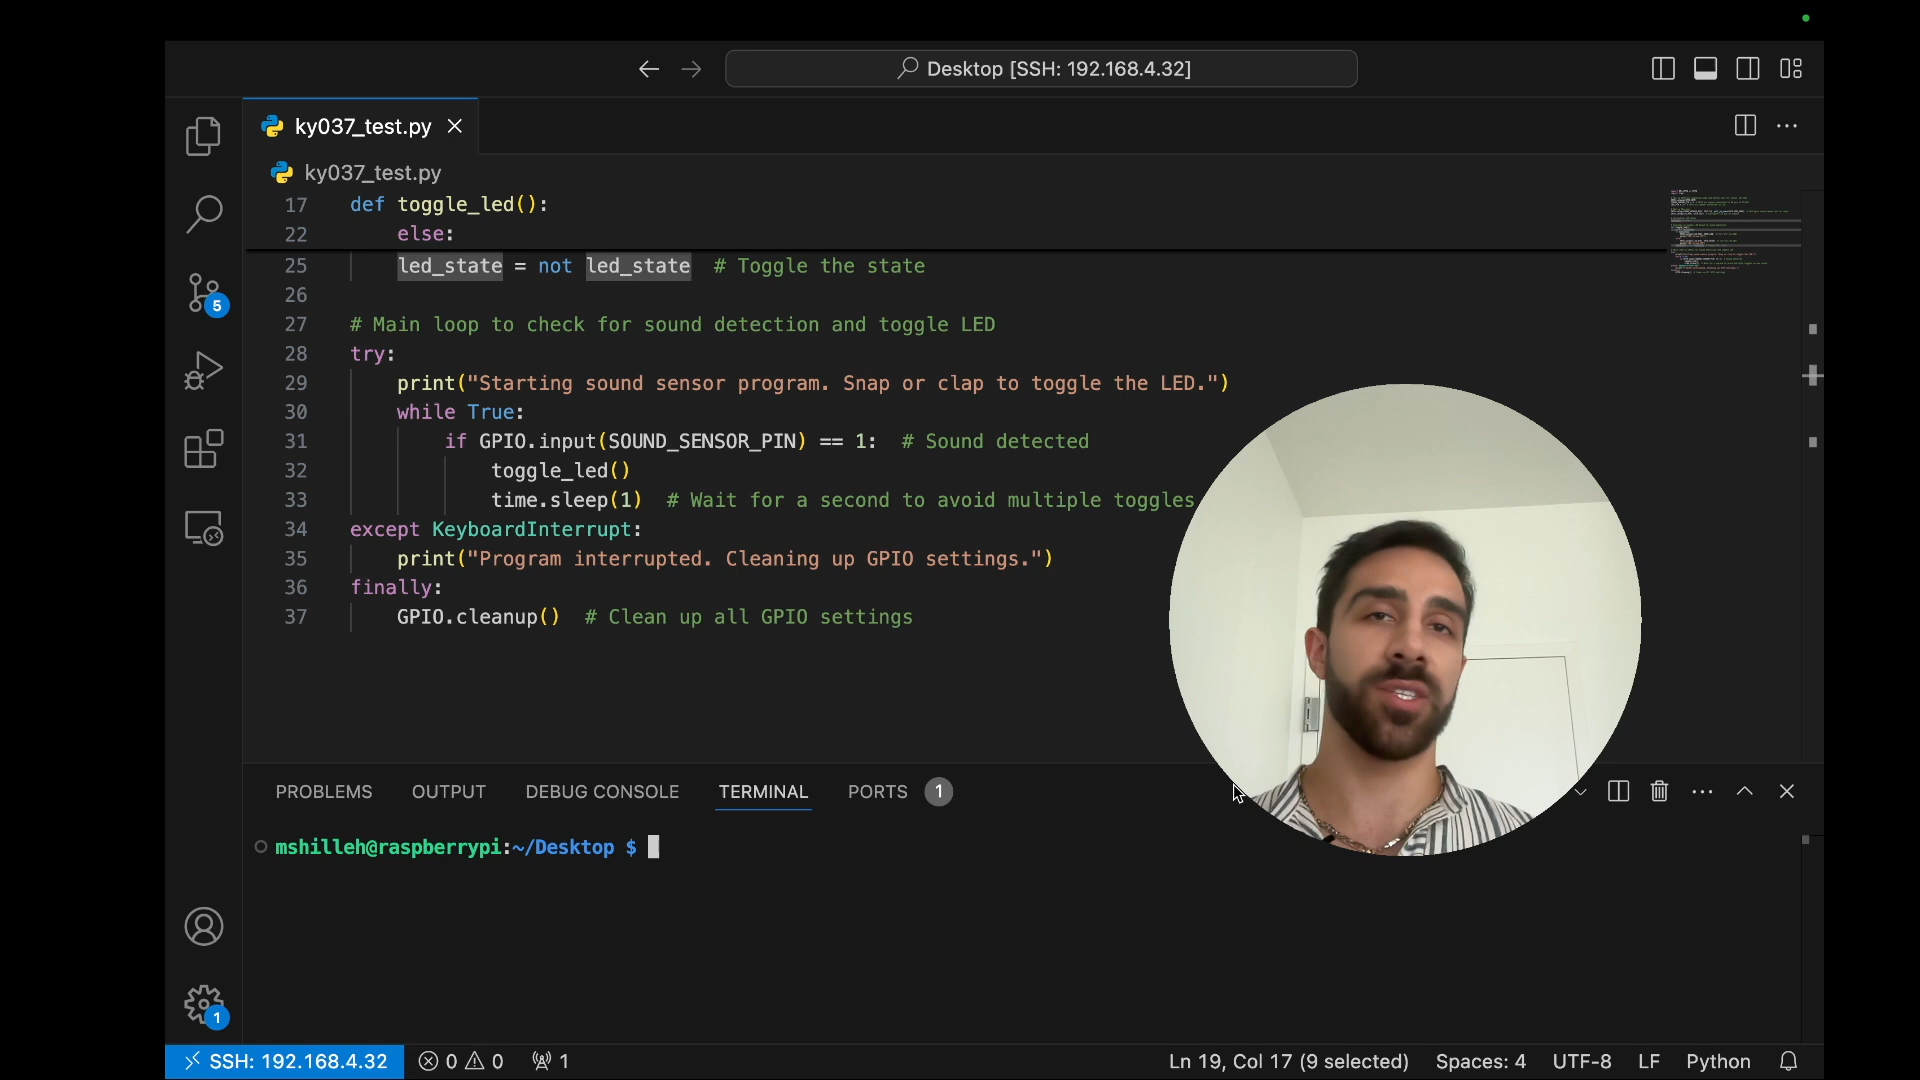 Desktop [SSH: 192.168.4.32]
ky037_test.py
ky037_test.py
17 def toggle_led():
22 else:
25 led_state = not led_state # Toggle the state
26
27 # Main loop to check for sound detection and toggle LED
28 try:
29 print("Starting sound sensor program. Snap or clap to toggle the LED.")
30 while True:
31 if GPIO.input(SOUND_SENSOR_PIN) == 1: # Sound detected
32 toggle_led()
33 time.sleep(1) # Wait for a second to avoid multiple toggles
34 except KeyboardInterrupt:
35 print("Program interrupted. Cleaning up GPIO settings.")
36 finally:
37 GPIO.cleanup() # Clean up all GPIO settings
5
PROBLEMS OUTPUT DEBUG CONSOLE TERMINAL PORTS 1
mshilleh@raspberrypi:~/Desktop $
1
SSH: 192.168.4.32 0 0 1 Ln 19, Col 17 (9 selected) Spaces: 4 UTF-8 LF Python